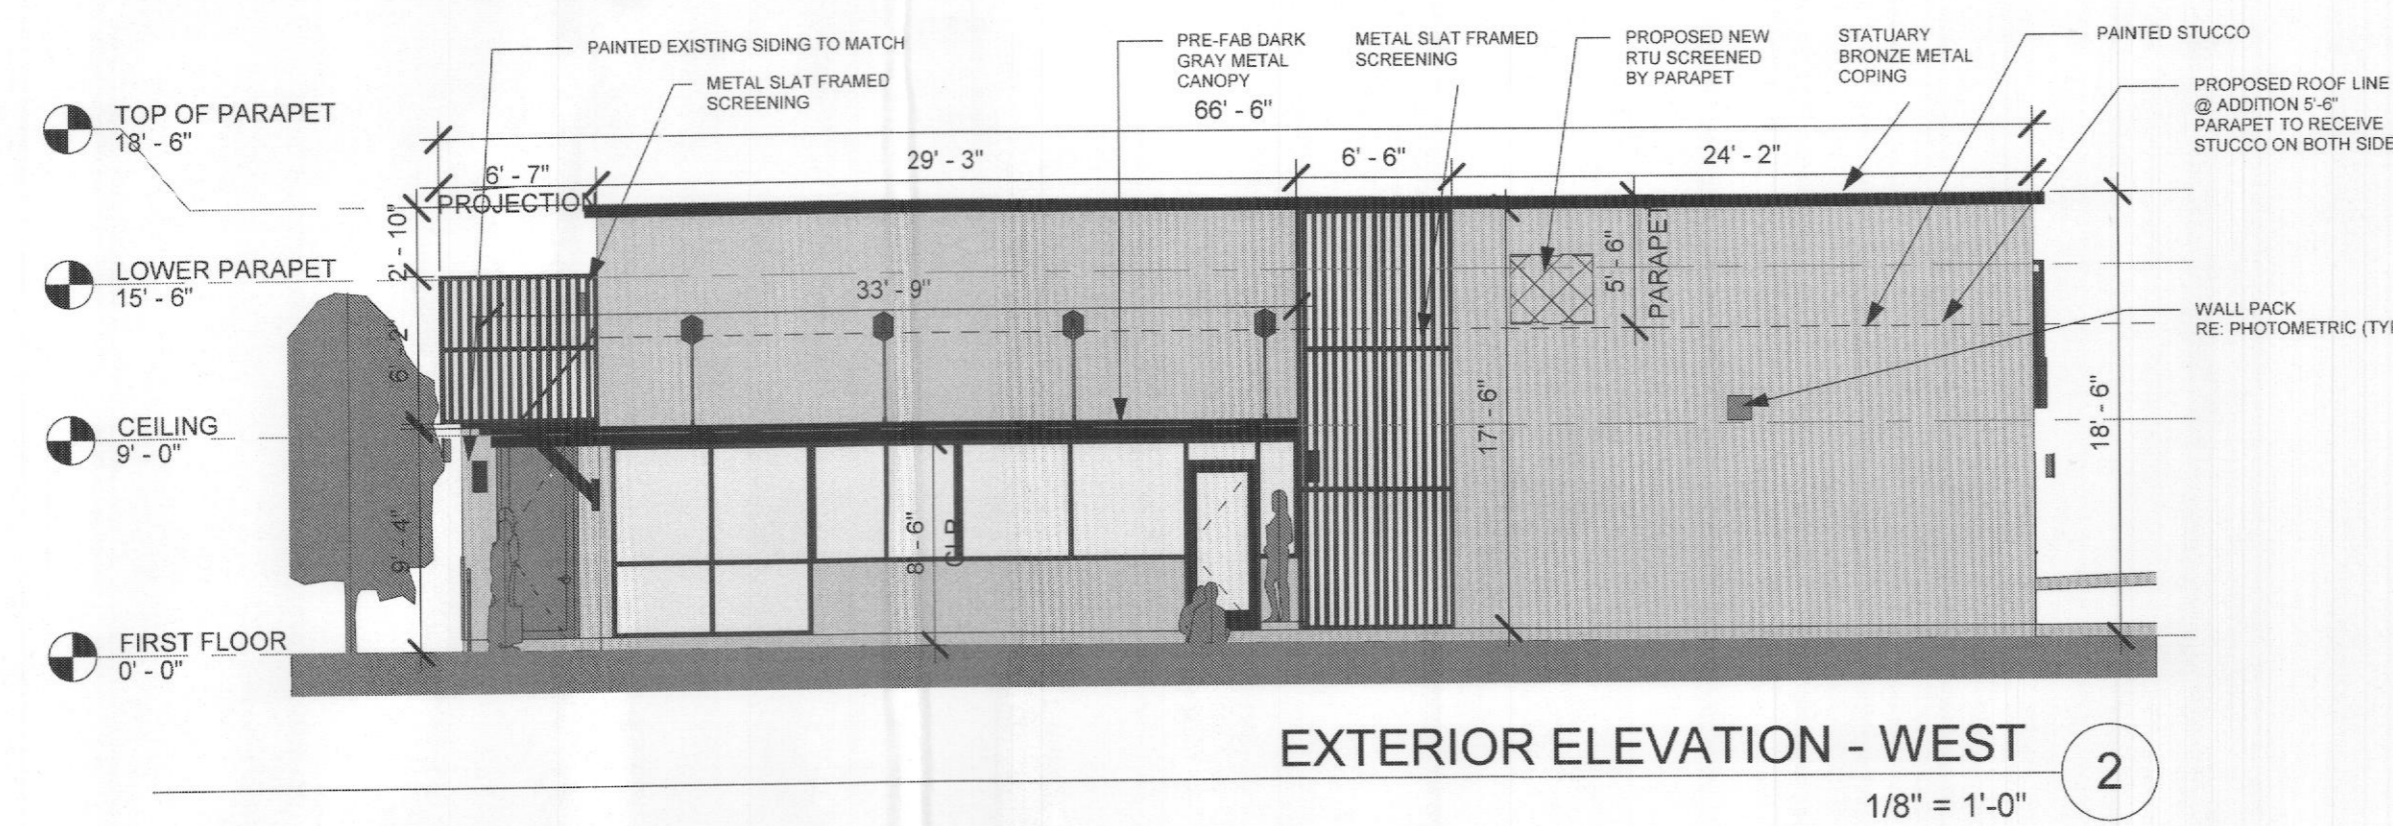 PAINTED EXISTING SIDING TO MATCH
METAL SLAT FRAMED
SCREENING
PRE-FAB DARK
GRAY METAL
CANOPY
METAL SLAT FRAMED
SCREENING
PROPOSED NEW
RTU SCREENED
BY PARAPET
STATUARY
BRONZE METAL
COPING
PAINTED STUCCO
PROPOSED ROOF LINE
@ ADDITION 5'-6"
PARAPET TO RECEIVE
STUCCO ON BOTH SIDE
TOP OF PARAPET
18' - 6"
66' - 6"
6' - 7"
PROJECTION
29' - 3"
6' - 6"
24' - 2"
2' - 10"
LOWER PARAPET
15' - 6"
33' - 9"
5' - 6"
PARAPET
WALL PACK
RE: PHOTOMETRIC (TY
6' - 2"
CEILING
9' - 0"
17' - 6"
18' - 6"
9' - 4"
8' - 6"
CLR
FIRST FLOOR
0' - 0"
EXTERIOR ELEVATION - WEST
2
1/8" = 1'-0"